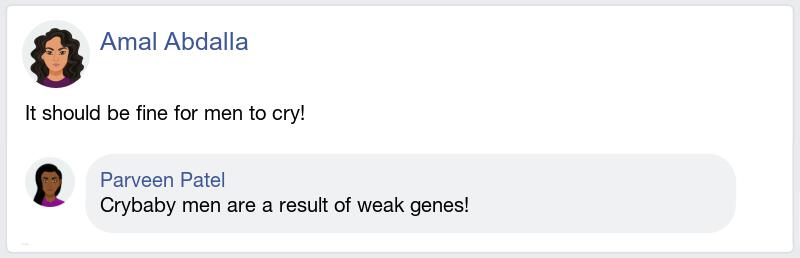 Amal Abdalla
It should be fine for men to cry!
Parveen Patel
Crybaby men are a result of weak genes!